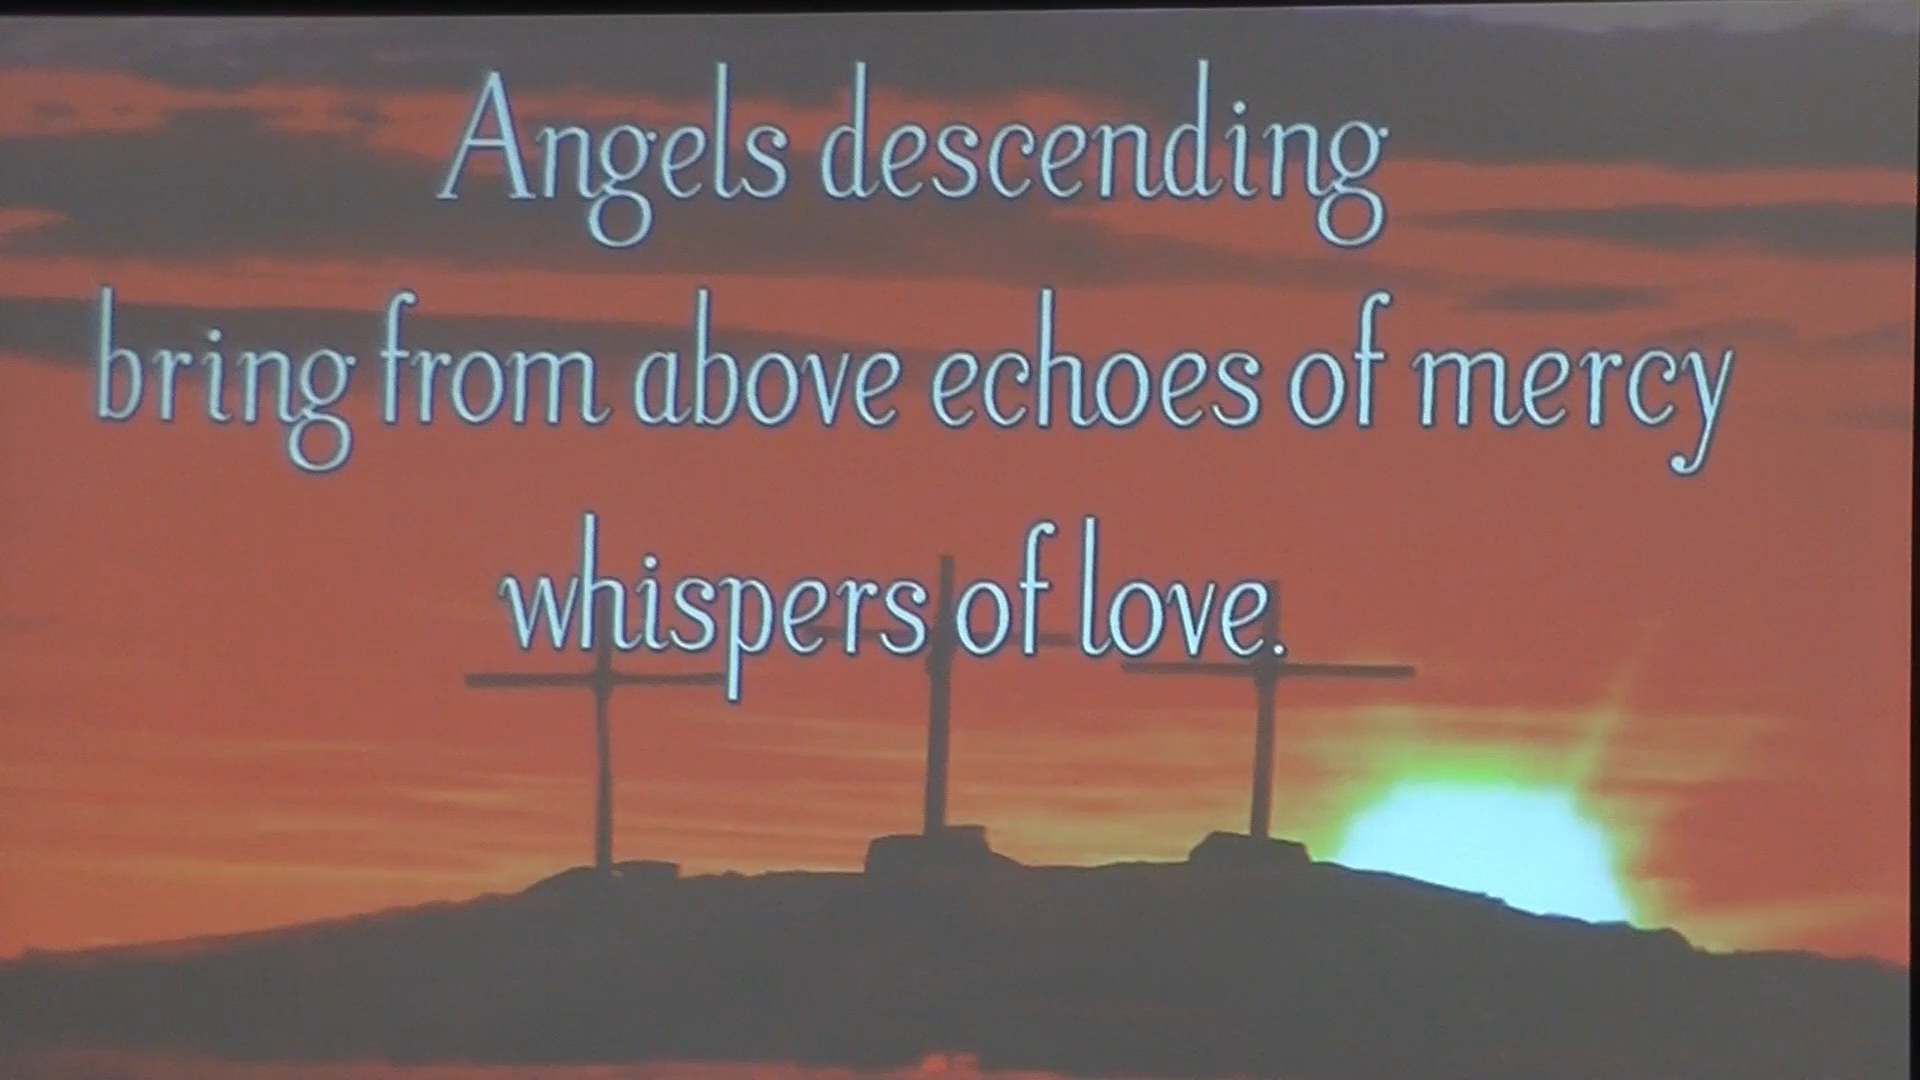 Angels descending
bring from above echoes of mercy
whispers of love.